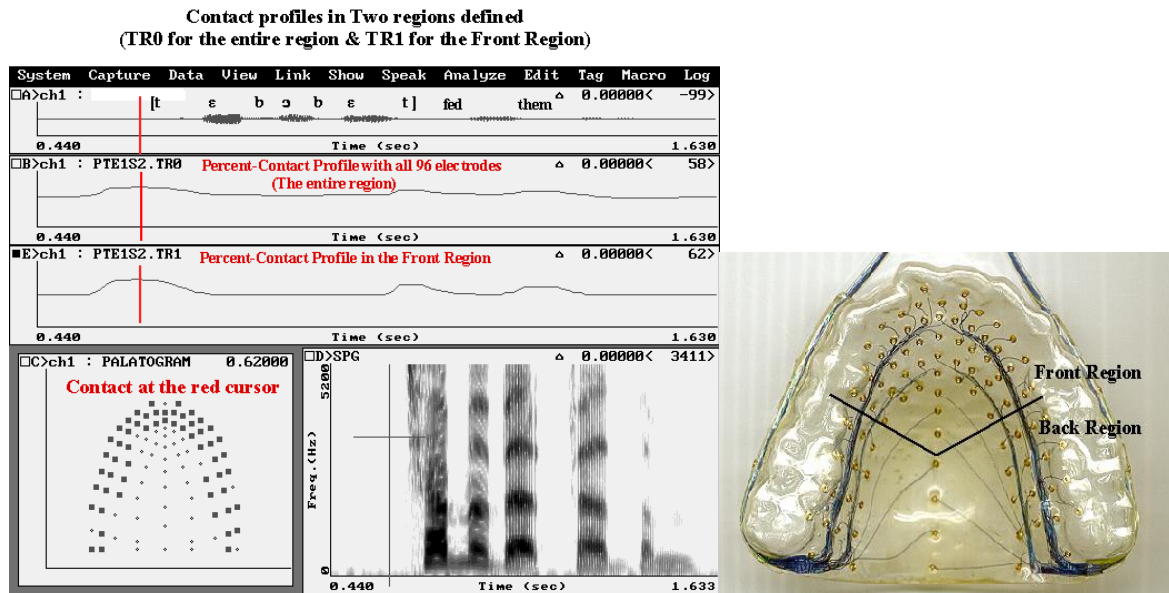 Contact profiles in Two regions defined
(TR0 for the entire region & TR1 for the Front Region)
System Capture Data View Link Show Speak Analyze Edit Tag Macro Log
□A>ch1 : △ 0.00000< -99>
[t ɛ b ɔ b ɛ t] fed them
0.440 Time (sec) 1.630
□B>ch1 : PTE1S2.TR0 Percent-Contact Profile with all 96 electrodes △ 0.00000< 58>
(The entire region)
0.440 Time (sec) 1.630
■E>ch1 : PTE1S2.TR1 Percent-Contact Profile in the Front Region △ 0.00000< 62>
0.440 Time (sec) 1.630
□C>ch1 : PALATOGRAM 0.62000
Contact at the red cursor
□D>SPG △ 0.00000< 3411>
5200
Freq.(Hz)
0
0.440 Time (sec) 1.633
Front Region
Back Region